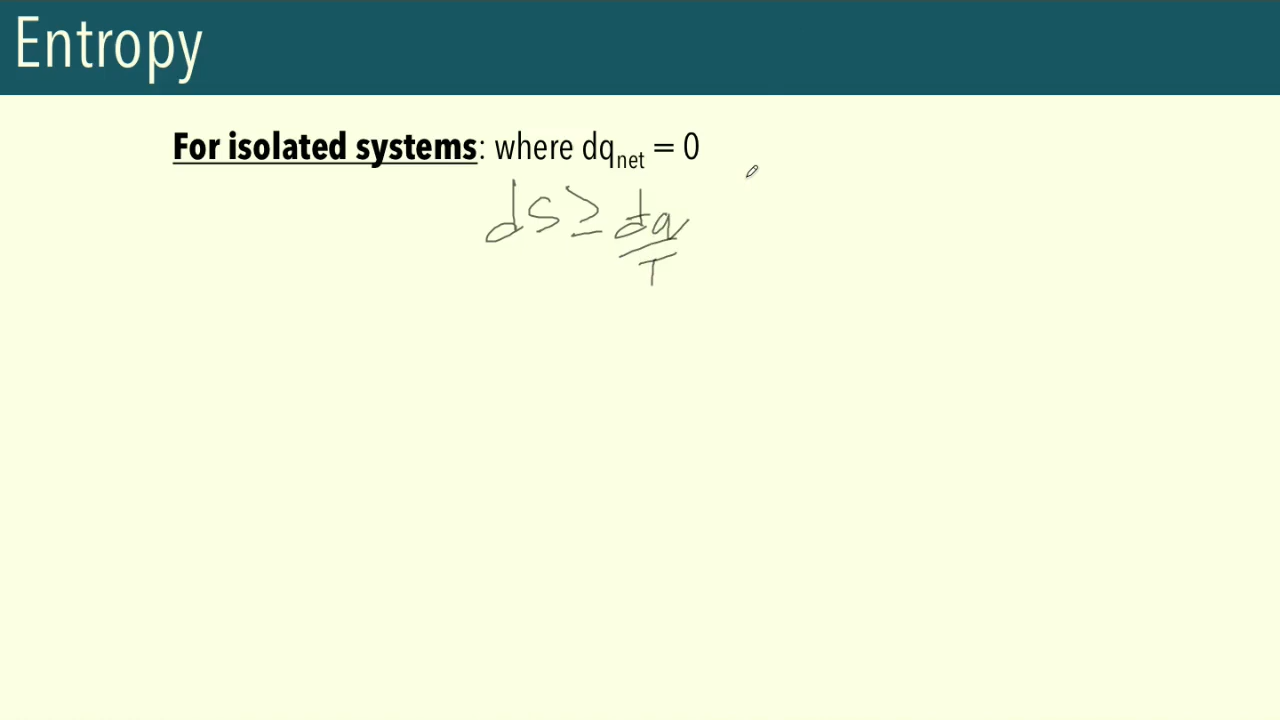 Entropy
For isolated systems: where dq_net = 0
ds ≥ dq/T